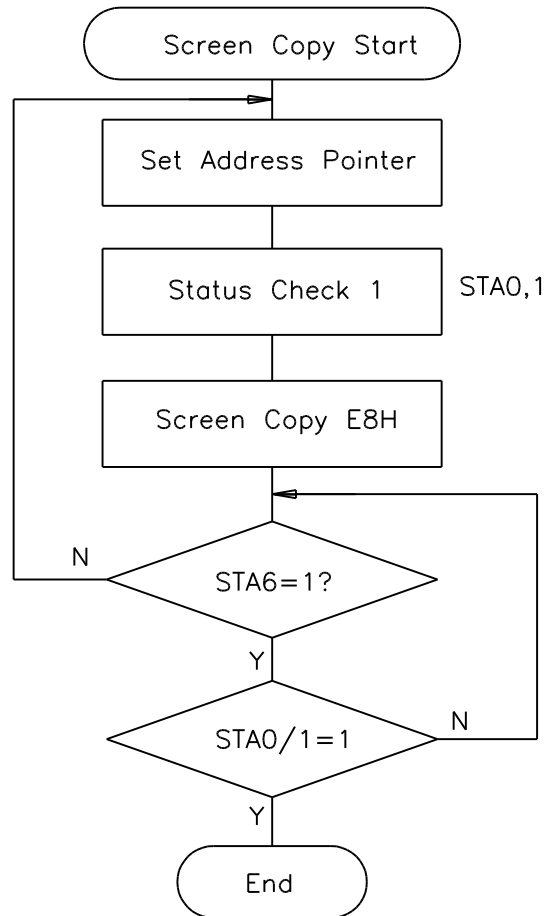 Screen Copy Start
Set Address Pointer
Status Check 1
STA0,1
Screen Copy E8H
N
STA6=1?
Y
STA0/1=1
N
Y
End